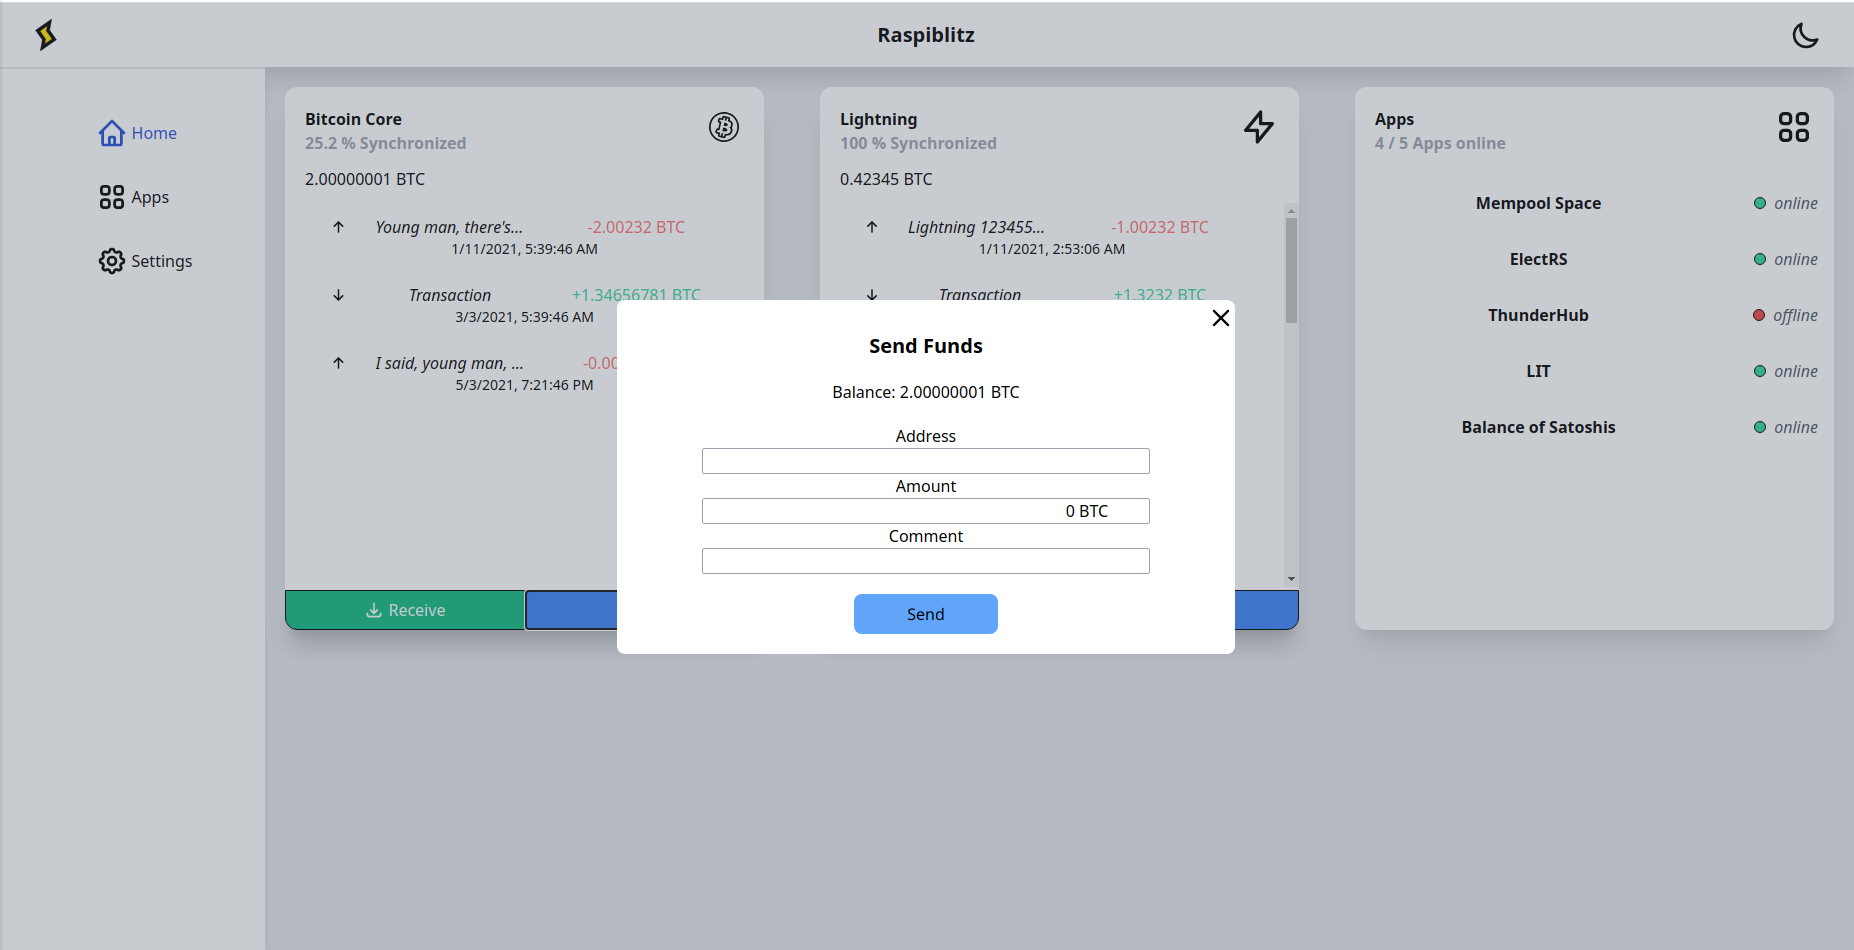 Raspiblitz
Home
Apps
Settings
Bitcoin Core
25.2 % Synchronized
2.00000001 BTC
Young man, there's... -2.00232 BTC
1/11/2021, 5:39:46 AM
Transaction +1.34656781 BTC
3/3/2021, 5:39:46 AM
I said, young man, ... -0.00
5/3/2021, 7:21:46 PM
Receive
Lightning
100 % Synchronized
0.42345 BTC
Lightning 123455... -1.00232 BTC
1/11/2021, 2:53:06 AM
Transaction +1.3232 BTC
Apps
4 / 5 Apps online
Mempool Space online
ElectRS online
ThunderHub offline
LIT online
Balance of Satoshis online
Send Funds
Balance: 2.00000001 BTC
Address
Amount
0 BTC
Comment
Send